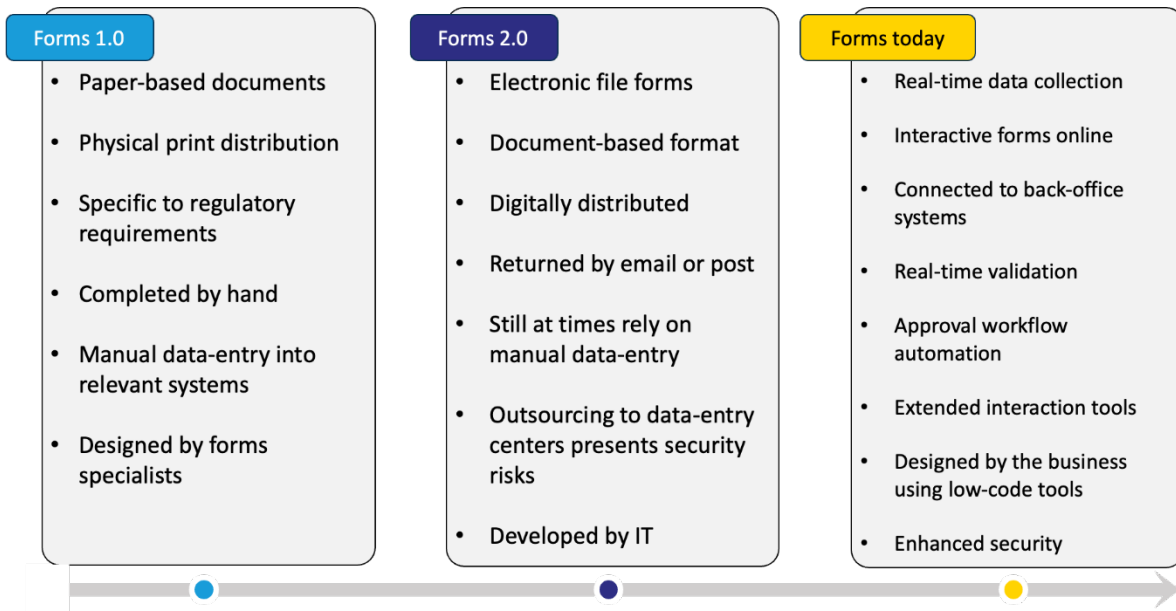 Forms 1.0
• Paper-based documents
• Physical print distribution
• Specific to regulatory
requirements
• Completed by hand
• Manual data-entry into
relevant systems
• Designed by forms
specialists
Forms 2.0
• Electronic file forms
• Document-based format
• Digitally distributed
• Returned by email or post
• Still at times rely on
manual data-entry
• Outsourcing to data-entry
centers presents security
risks
• Developed by IT
Forms today
• Real-time data collection
• Interactive forms online
• Connected to back-office
systems
• Real-time validation
• Approval workflow
automation
• Extended interaction tools
• Designed by the business
using low-code tools
• Enhanced security